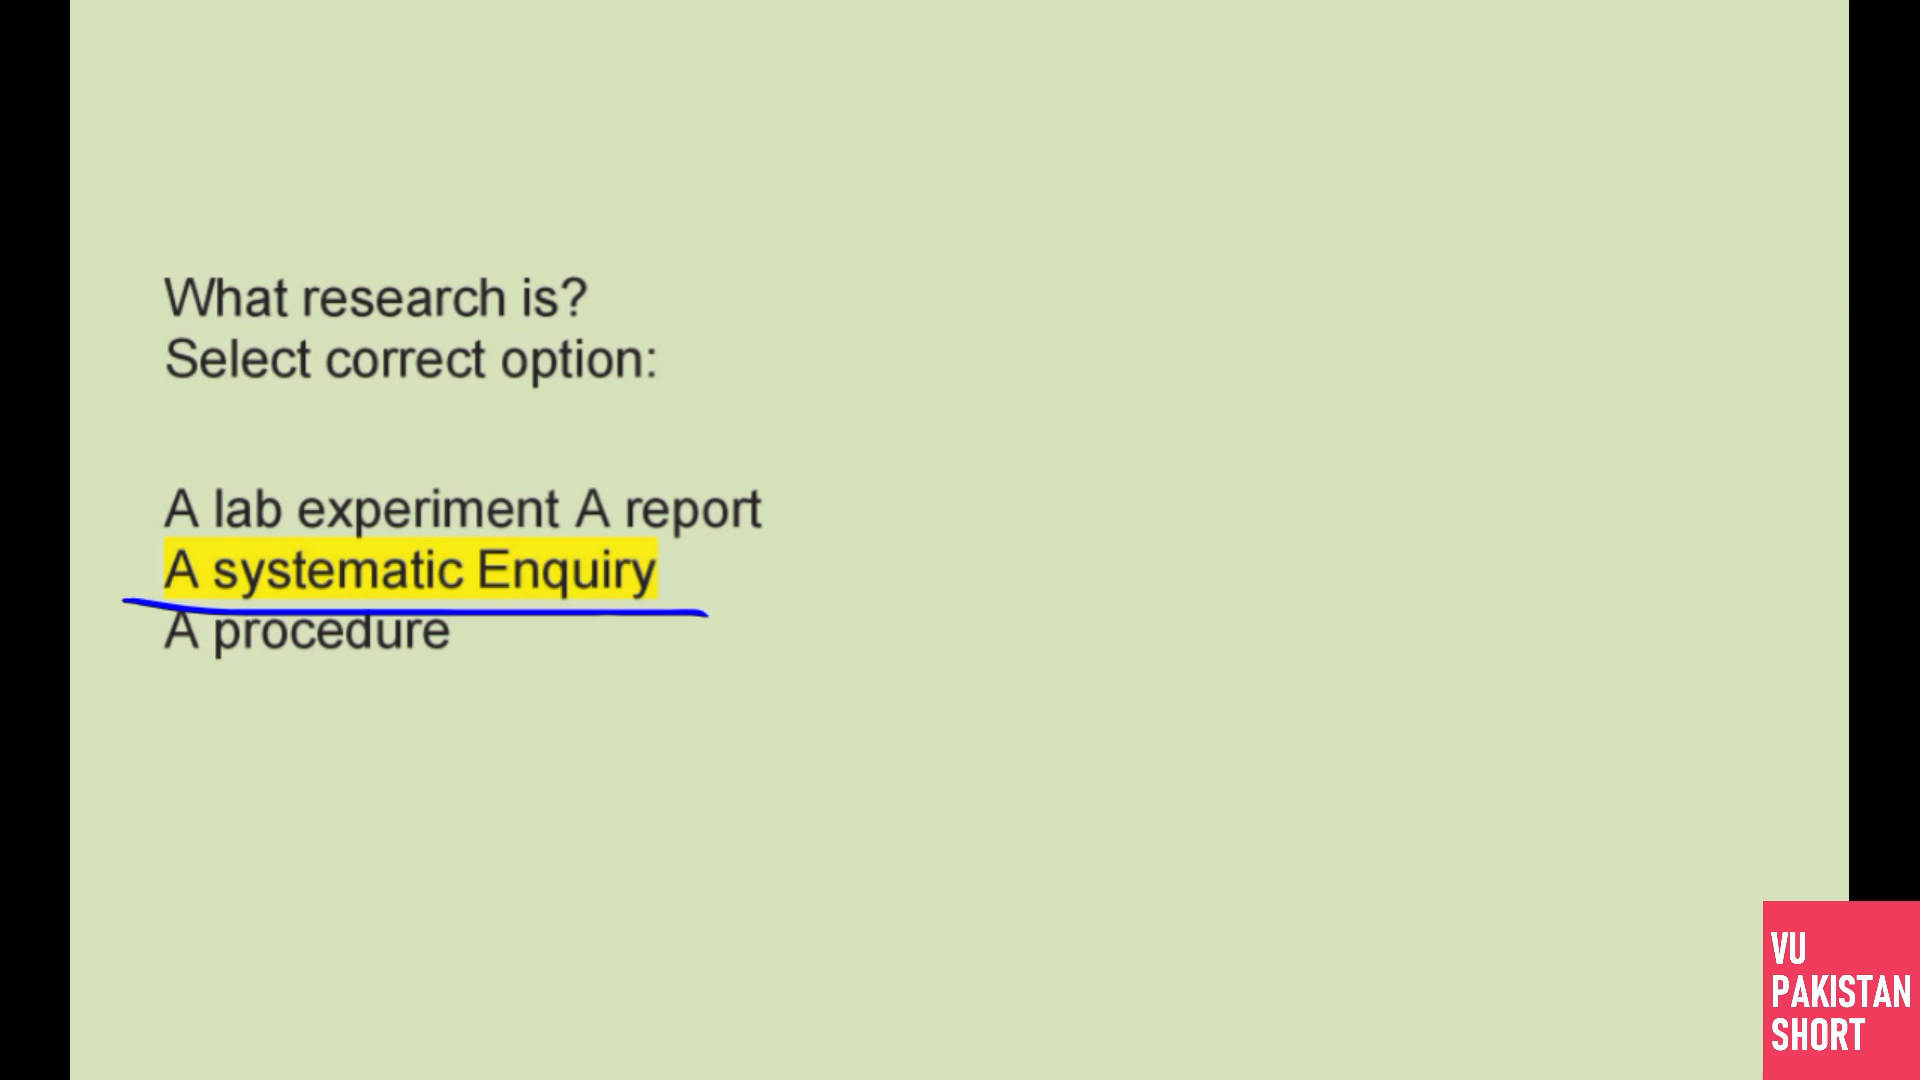 What research is?
Select correct option:
A lab experiment A report
A systematic Enquiry
A procedure
VU
PAKISTAN
SHORT